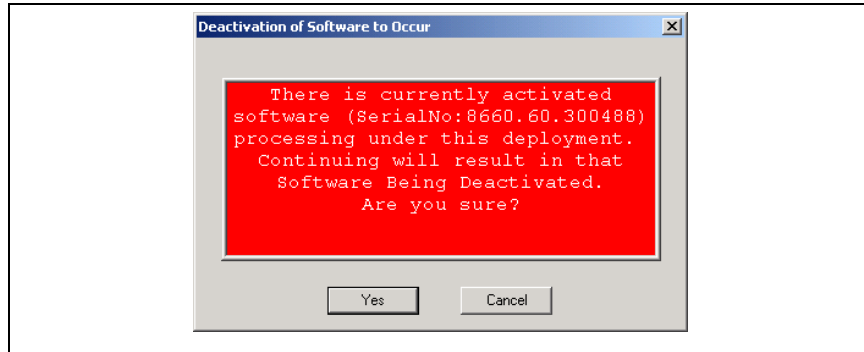 Deactivation of Software to Occur
There is currently activated
software (SerialNo:8660.60.300488)
processing under this deployment.
Continuing will result in that
Software Being Deactivated.
Are you sure?
Yes
Cancel